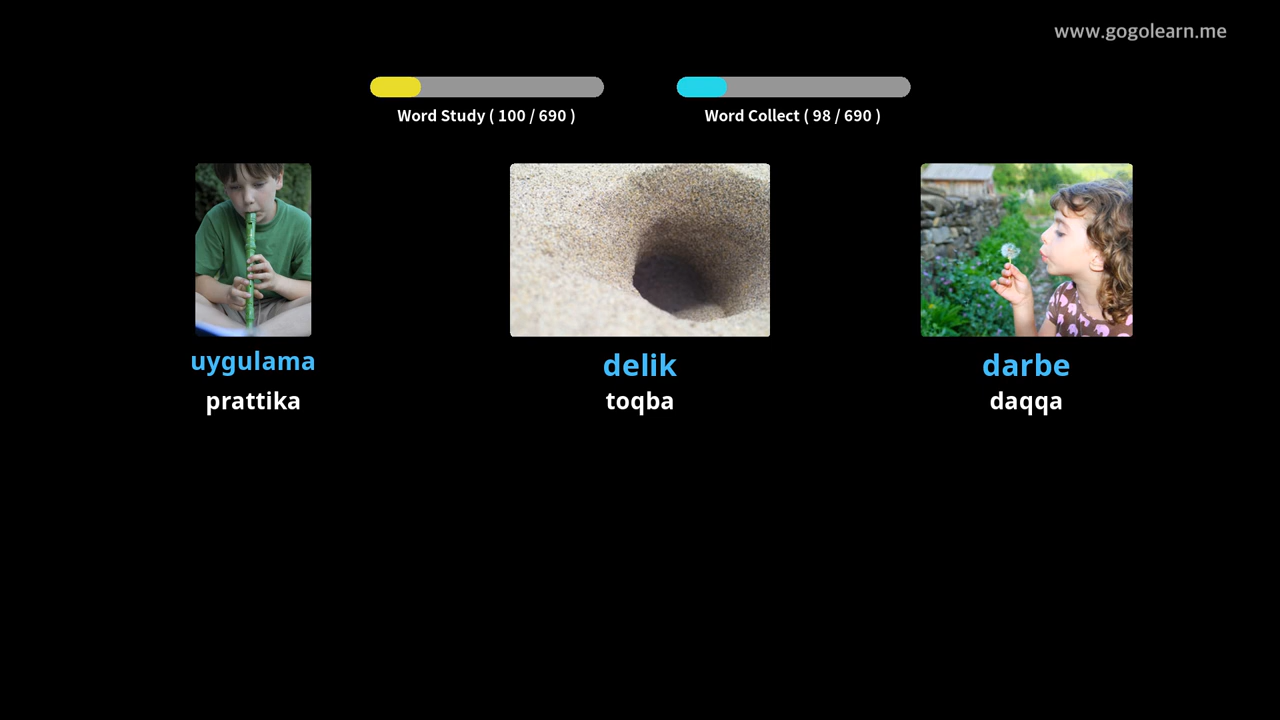 www.gogolearn.me
Word Study ( 100 / 690 )
Word Collect ( 98 / 690 )
uygulama
prattika
delik
toqba
darbe
daqqa